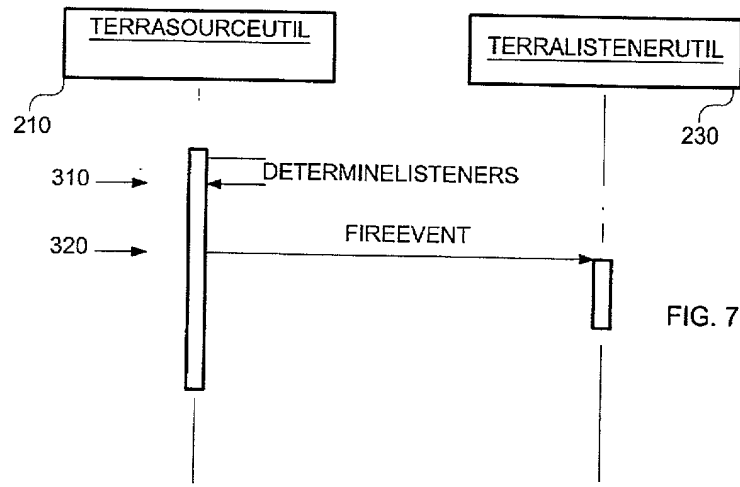 TERRASOURCEUTIL
TERRALISTENERUTIL
210
230
310
DETERMINELISTENERS
320
FIREEVENT
FIG. 7